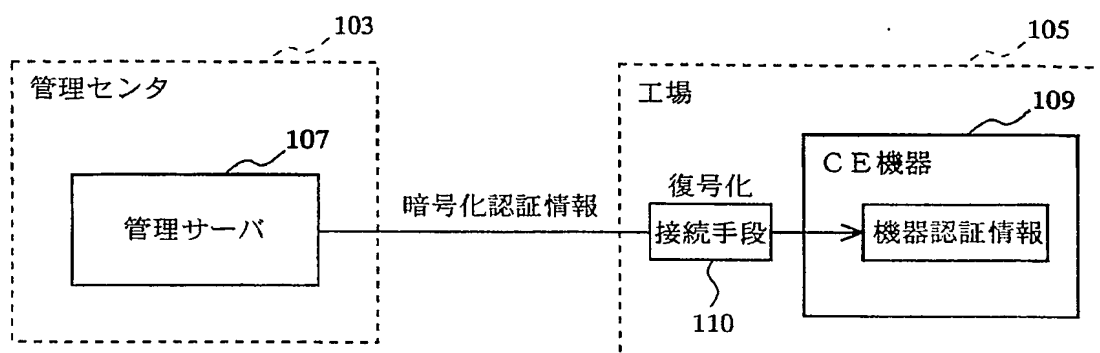 103
管理センタ
107
管理サーバ
暗号化認証情報
105
工場
109
CE機器
復号化
接続手段
機器認証情報
110